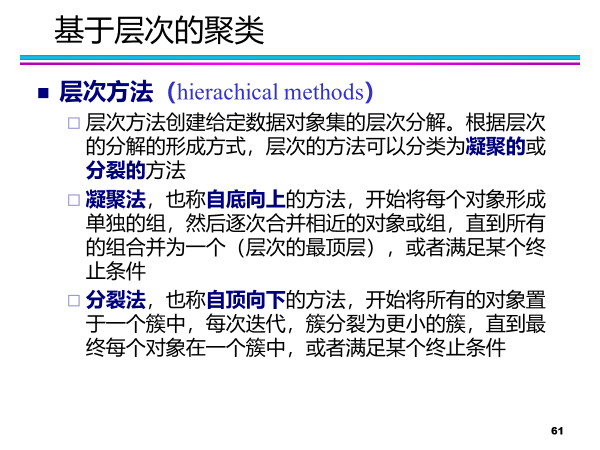 基于层次的聚类
层次方法（hierachical methods）
层次方法创建给定数据对象集的层次分解。根据层次
的分解的形成方式，层次的方法可以分类为凝聚的或
分裂的方法
凝聚法，也称自底向上的方法，开始将每个对象形成
单独的组，然后逐次合并相近的对象或组，直到所有
的组合并为一个（层次的最顶层），或者满足某个终
止条件
分裂法，也称自顶向下的方法，开始将所有的对象置
于一个簇中，每次迭代，簇分裂为更小的簇，直到最
终每个对象在一个簇中，或者满足某个终止条件
61